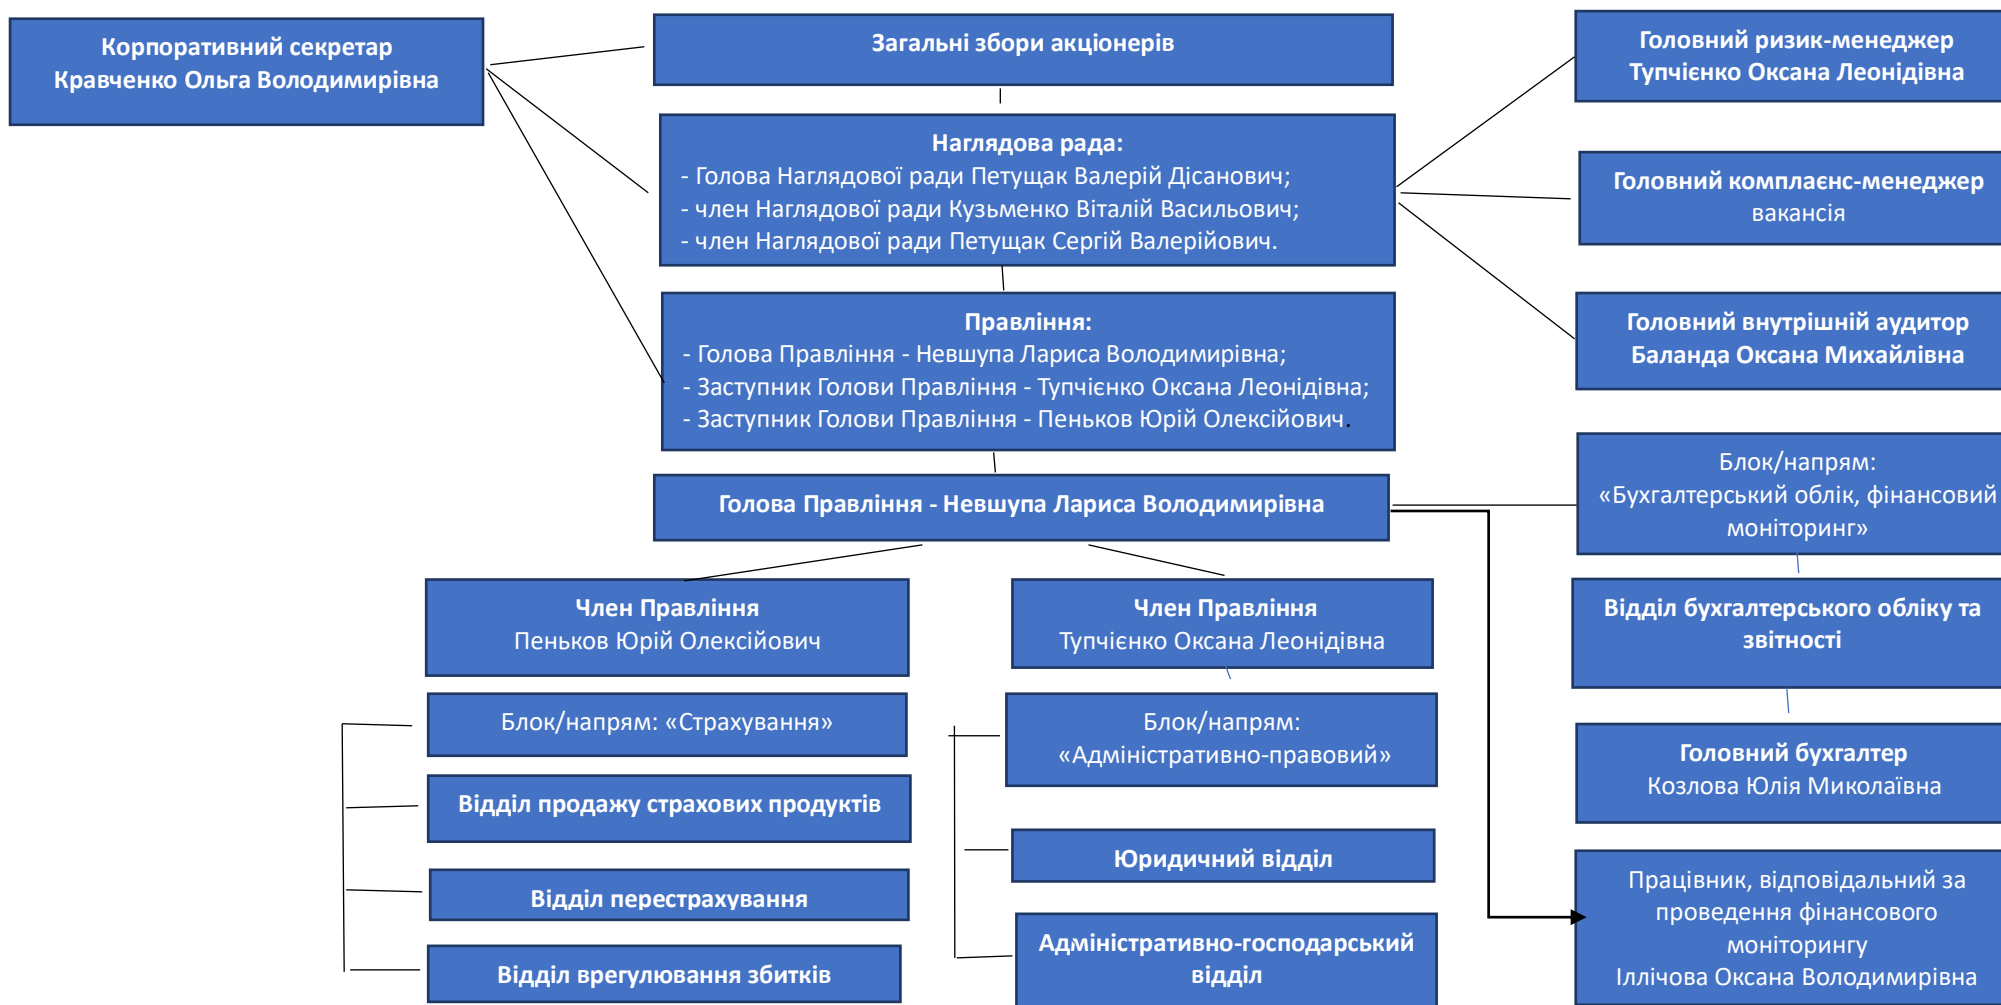 Корпоративний секретар
Кравченко Ольга Володимирівна
Загальні збори акціонерів
Головний ризик-менеджер
Тупчієнко Оксана Леонідівна
Наглядова рада:
- Голова Наглядової ради Петущак Валерій Дісанович;
- член Наглядової ради Кузьменко Віталій Васильович;
- член Наглядової ради Петущак Сергій Валерійович.
Головний комплаєнс-менеджер
вакансія
Правління:
- Голова Правління - Невшупа Лариса Володимирівна;
- Заступник Голови Правління - Тупчієнко Оксана Леонідівна;
- Заступник Голови Правління - Пеньков Юрій Олексійович.
Головний внутрішній аудитор
Баланда Оксана Михайлівна
Голова Правління - Невшупа Лариса Володимирівна
Блок/напрям:
«Бухгалтерський облік, фінансовий
моніторинг»
Член Правління
Пеньков Юрій Олексійович
Член Правління
Тупчієнко Оксана Леонідівна
Відділ бухгалтерського обліку та
звітності
Блок/напрям: «Страхування»
Блок/напрям:
«Адміністративно-правовий»
Головний бухгалтер
Козлова Юлія Миколаївна
Відділ продажу страхових продуктів
Юридичний відділ
Відділ перестрахування
Працівник, відповідальний за
проведення фінансового
моніторингу
Іллічова Оксана Володимирівна
Відділ врегулювання збитків
Адміністративно-господарський
відділ